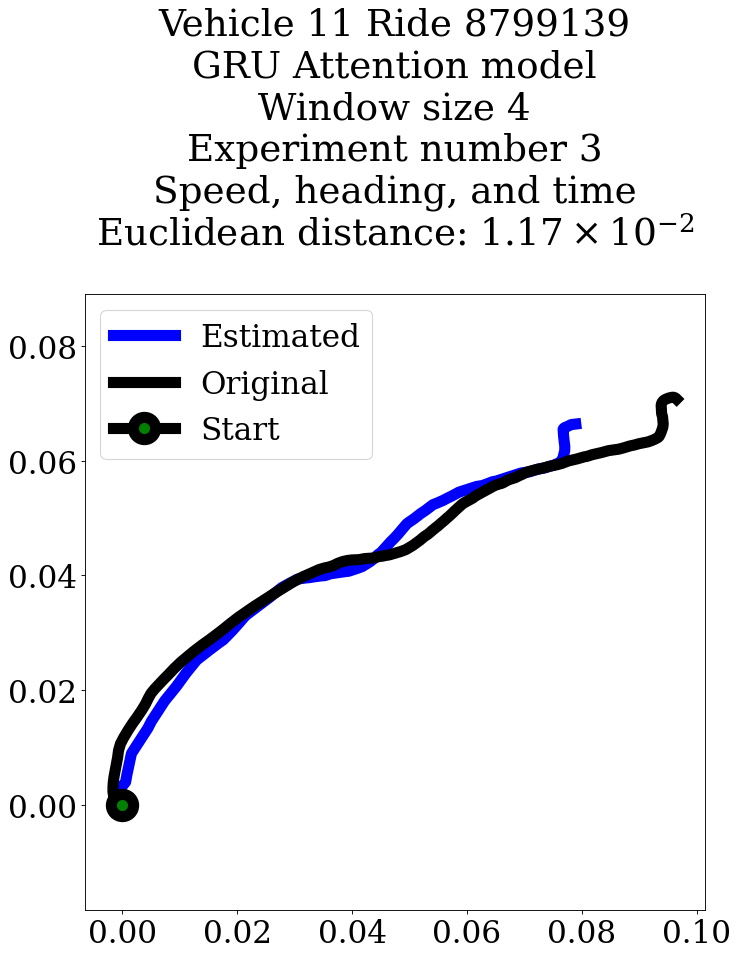 Vehicle 11 Ride 8799139
GRU Attention model
Window size 4
Experiment number 3
Speed, heading, and time
Euclidean distance: 1.17 × 10⁻²
Estimated
Original
Start
0.08
0.06
0.04
0.02
0.00
0.00 0.02 0.04 0.06 0.08 0.10